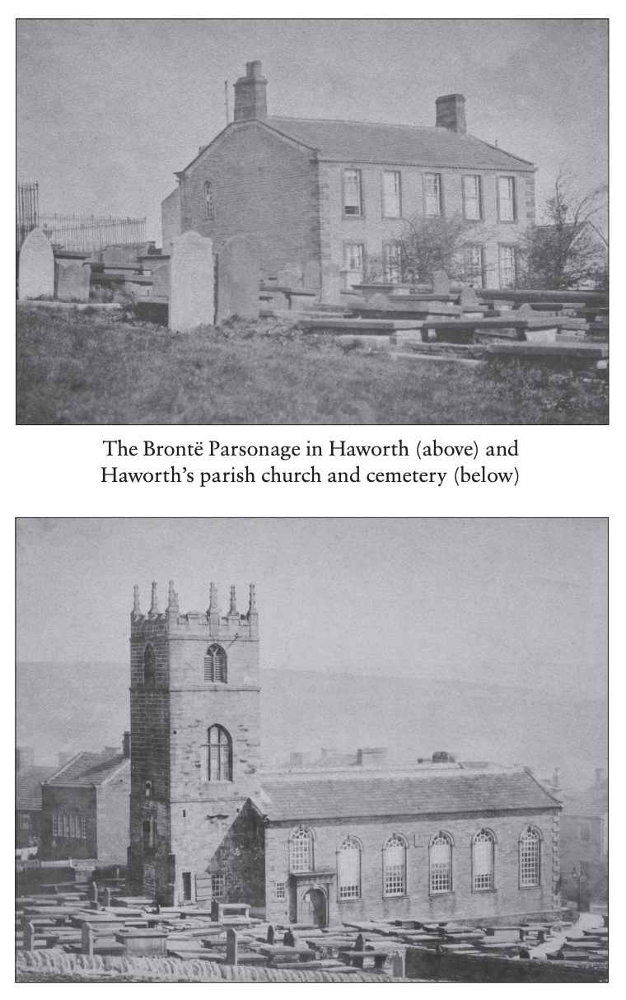 The Brontë Parsonage in Haworth (above) and
Haworth’s parish church and cemetery (below)